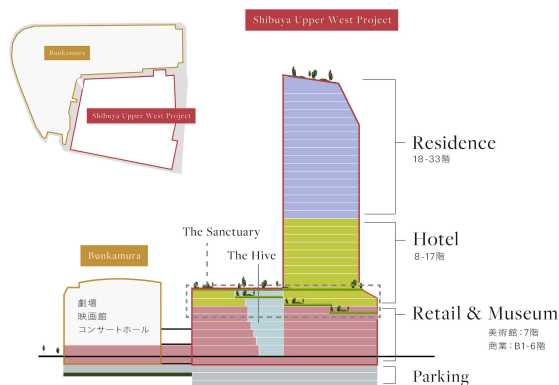 Shibuya Upper West Project
Bunkamura
Shibuya Upper West Project
Residence
18-33階
The Sanctuary
The Hive
Hotel
8-17階
Bunkamura
劇場
映画館
コンサートホール
Retail & Museum
美術館:7階
商業:B1-6階
Parking